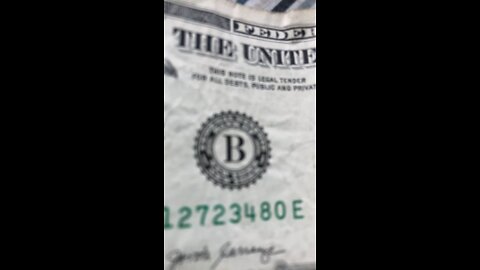 FEDER
THE UNITE
THIS NOTE IS LEGAL TENDER
FOR ALL DEBTS, PUBLIC AND PRIVAT
B
12723480 E